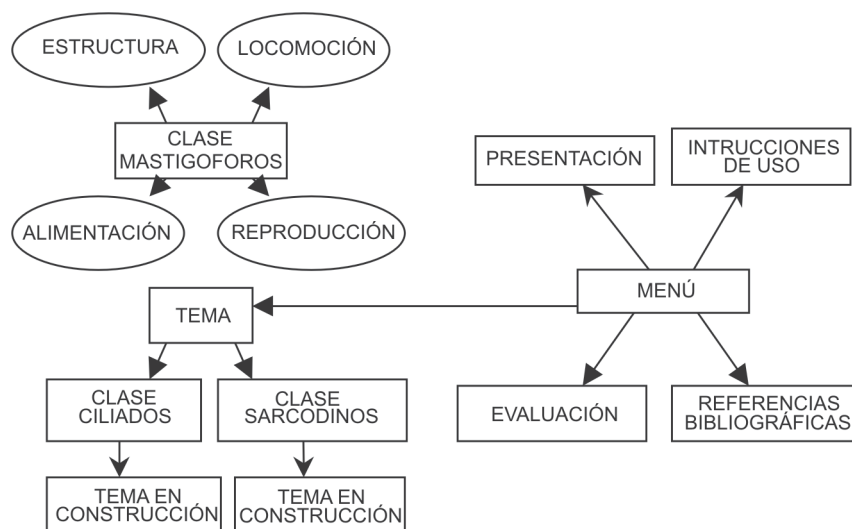 ESTRUCTURA
LOCOMOCIÓN
CLASE
MASTIGOFOROS
ALIMENTACIÓN
REPRODUCCIÓN
PRESENTACIÓN
INTRUCCIONES
DE USO
MENÚ
TEMA
CLASE
CILIADOS
CLASE
SARCODINOS
EVALUACIÓN
REFERENCIAS
BIBLIOGRÁFICAS
TEMA EN
CONSTRUCCIÓN
TEMA EN
CONSTRUCCIÓN